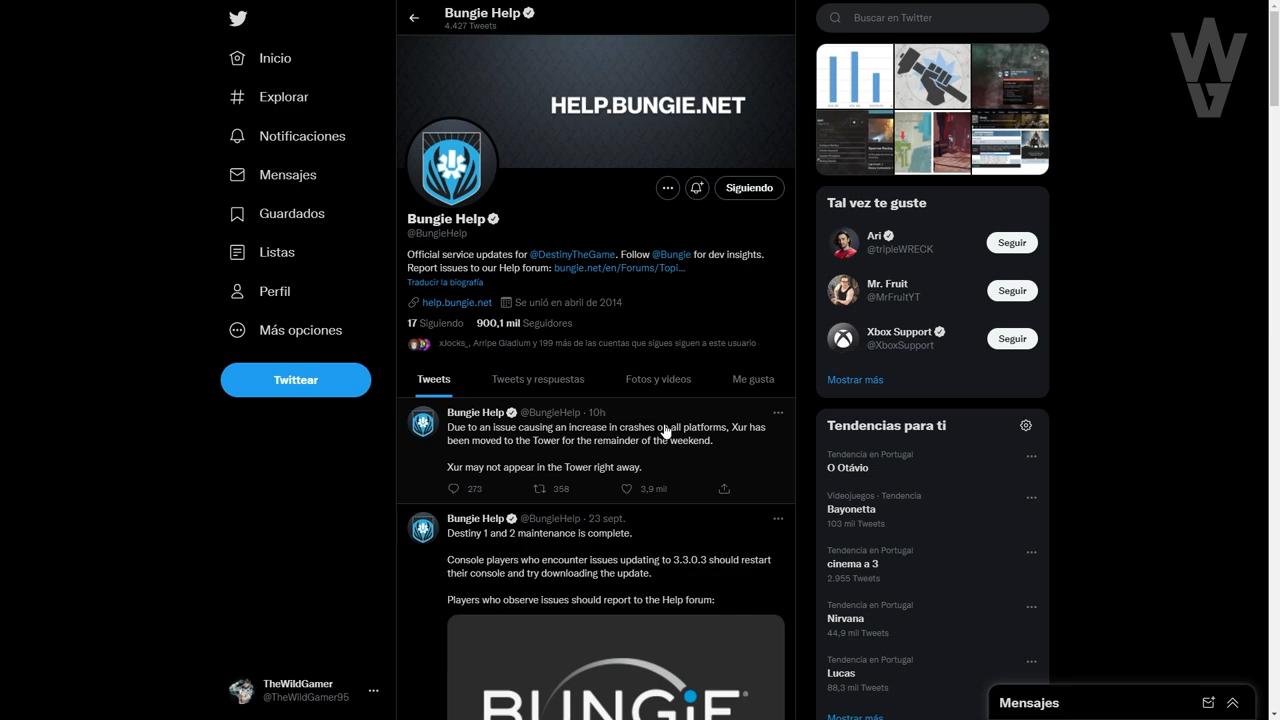 Bungie Help
4.427 Tweets
Inicio
Explorar
Notificaciones
Mensajes
Guardados
Listas
Perfil
Más opciones
Twittear
TheWildGamer
@TheWildGamer95
HELP.BUNGIE.NET
Siguiendo
Bungie Help
@BungieHelp
Official service updates for @DestinyTheGame. Follow @Bungie for dev insights.
Report issues to our Help forum: bungie.net/en/Forums/Topi...
Traducir la biografía
help.bungie.net Se unió en abril de 2014
17 Siguiendo 900,1 mil Seguidores
xJocks_, Arripe Gladium y 199 más de las cuentas que sigues siguen a este usuario
Tweets Tweets y respuestas Fotos y videos Me gusta
Bungie Help @BungieHelp · 10h
Due to an issue causing an increase in crashes on all platforms, Xur has
been moved to the Tower for the remainder of the weekend.
Xur may not appear in the Tower right away.
273 358 3,9 mil
Bungie Help @BungieHelp · 23 sept.
Destiny 1 and 2 maintenance is complete.
Console players who encounter issues updating to 3.3.0.3 should restart
their console and try downloading the update.
Players who observe issues should report to the Help forum:
BUNGiE
Buscar en Twitter
Tal vez te guste
Ari
@tripleWRECK
Seguir
Mr. Fruit
@MrFruitYT
Seguir
Xbox Support
@XboxSupport
Seguir
Mostrar más
Tendencias para ti
Tendencia en Portugal
O Otávio
Videojuegos · Tendencia
Bayonetta
103 mil Tweets
Tendencia en Portugal
cinema a 3
2.955 Tweets
Tendencia en Portugal
Nirvana
44,9 mil Tweets
Tendencia en Portugal
Lucas
88,3 mil Tweets
Mostrar más
Mensajes
WG